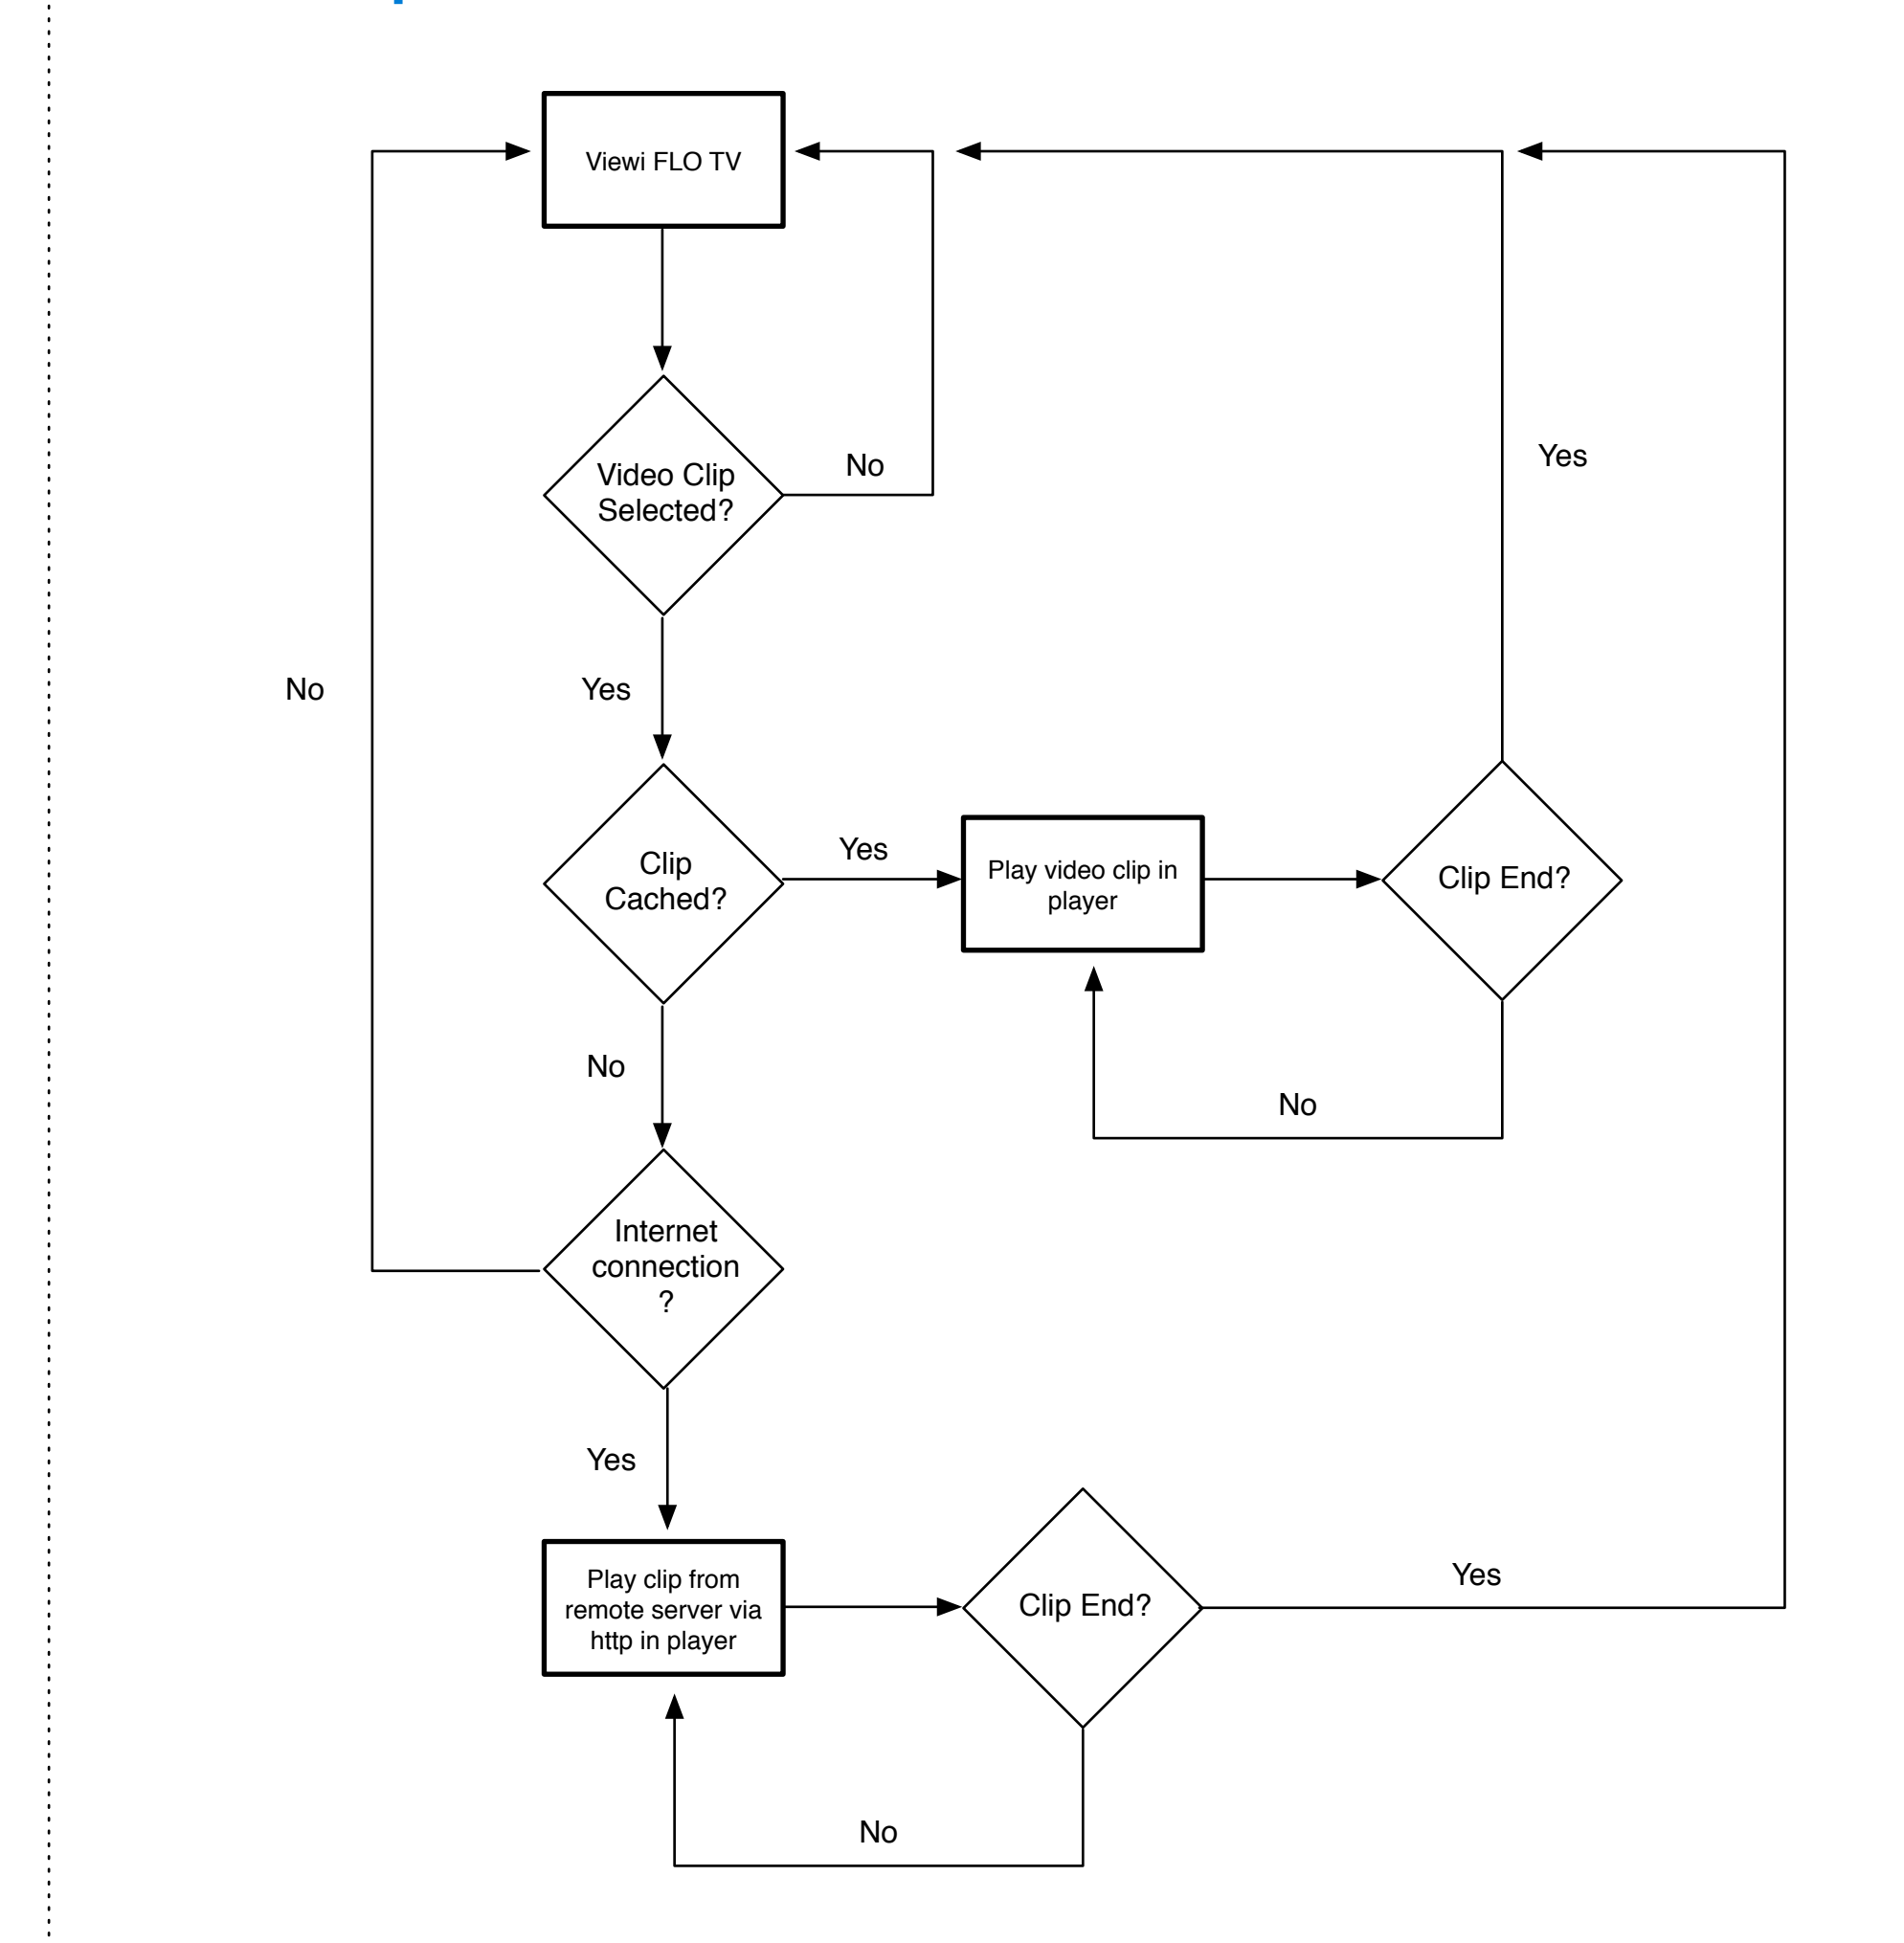 Viewi FLO TV
Video Clip
Selected?
No
Yes
No
Yes
Clip
Cached?
Yes
Play video clip in
player
Clip End?
No
No
Internet
connection
?
Yes
Play clip from
remote server via
http in player
Clip End?
Yes
No